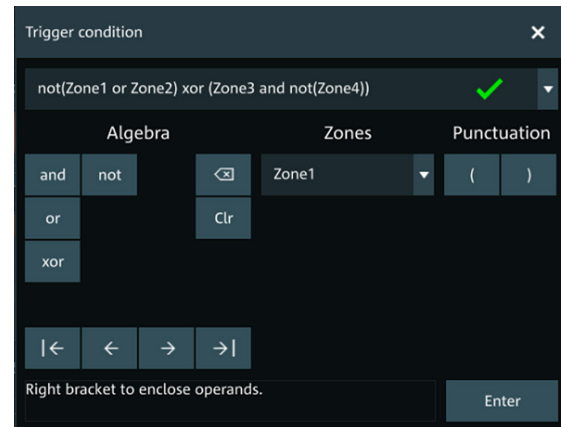 Trigger condition
not(Zone1 or Zone2) xor (Zone3 and not(Zone4))
Algebra Zones Punctuation
and not Zone1 ( )
or Clr
xor
Right bracket to enclose operands.
Enter